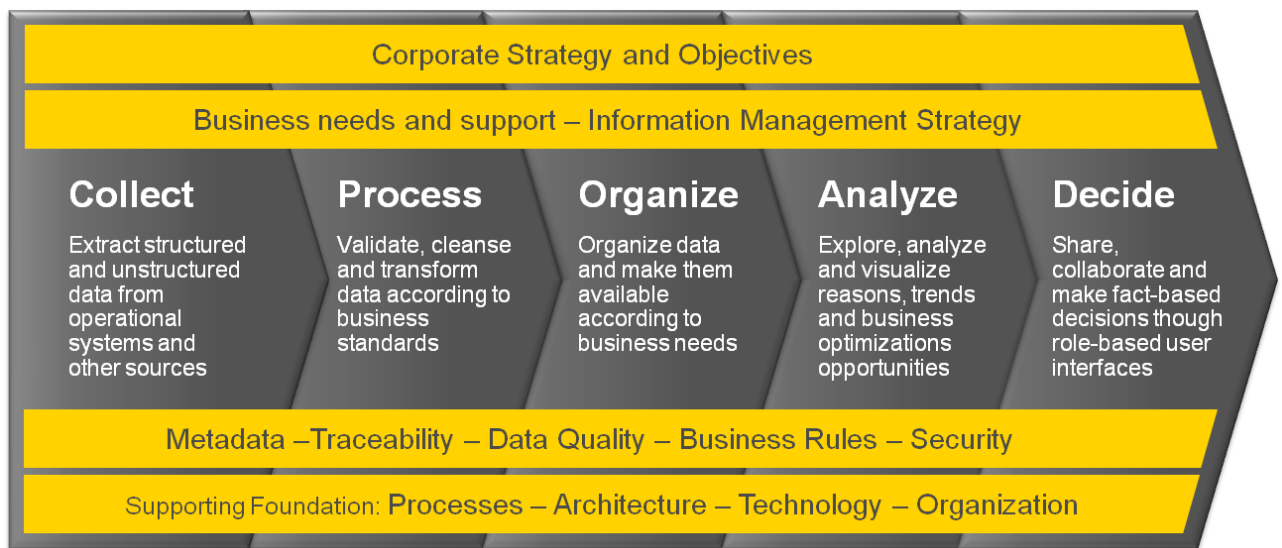 Corporate Strategy and Objectives
Business needs and support – Information Management Strategy
Collect
Extract structured
and unstructured
data from
operational
systems and
other sources
Process
Validate, cleanse
and transform
data according to
business
standards
Organize
Organize data
and make them
available
according to
business needs
Analyze
Explore, analyze
and visualize
reasons, trends
and business
optimizations
opportunities
Decide
Share,
collaborate and
make fact-based
decisions though
role-based user
interfaces
Metadata –Traceability – Data Quality – Business Rules – Security
Supporting Foundation: Processes – Architecture – Technology – Organization